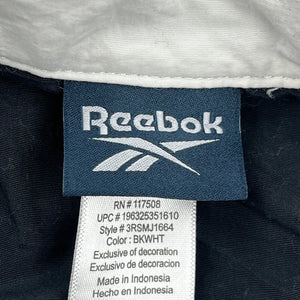 Reebok
RN # 117508
UPC # 196325351610
Style # 3RSMJ1664
Color : BKWHT
Exclusive of decoration
Exclusivo de decoracion
Made in Indonesia
Hecho en Indonesia